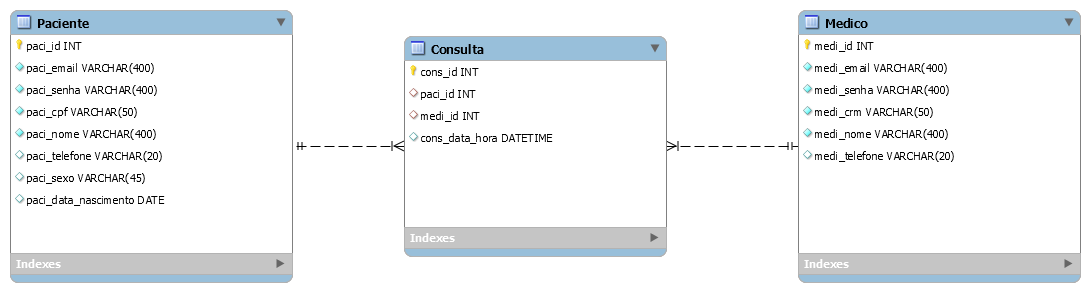 Paciente
paci_id INT
paci_email VARCHAR(400)
paci_senha VARCHAR(400)
paci_cpf VARCHAR(50)
paci_nome VARCHAR(400)
paci_telefone VARCHAR(20)
paci_sexo VARCHAR(45)
paci_data_nascimento DATE
Indexes
Consulta
cons_id INT
paci_id INT
medi_id INT
cons_data_hora DATETIME
Indexes
Medico
medi_id INT
medi_email VARCHAR(400)
medi_senha VARCHAR(400)
medi_crm VARCHAR(50)
medi_nome VARCHAR(400)
medi_telefone VARCHAR(20)
Indexes